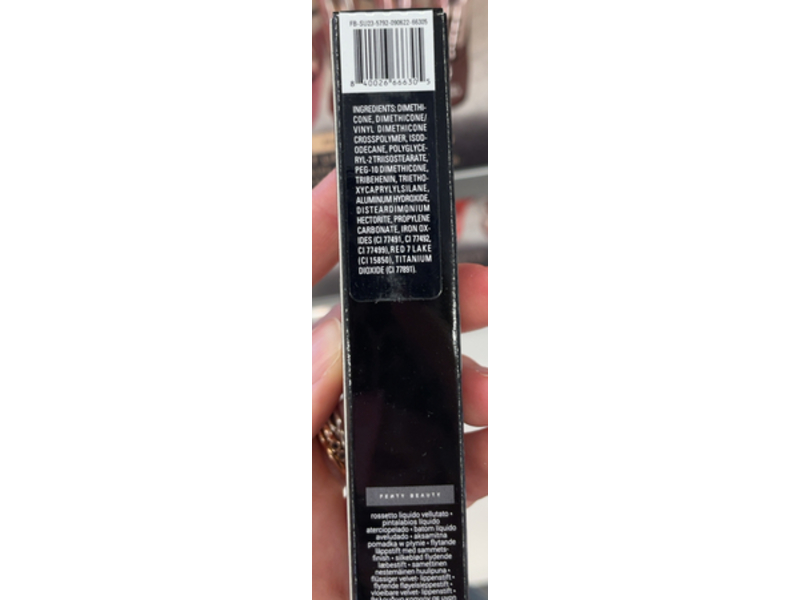 FB-SU23-5792-090622-66305
8 40026 66630 5
INGREDIENTS: DIMETHI-
CONE, DIMETHICONE/
VINYL DIMETHICONE
CROSSPOLYMER, ISOD-
ODECANE, POLYGLYCE-
RYL-2 TRIISOSTEARATE,
PEG-10 DIMETHICONE,
TRIBEHENIN, TRIETHO-
XYCAPRYLYLSILANE,
ALUMINUM HYDROXIDE,
DISTEARDIMONIUM
HECTORITE, PROPYLENE
CARBONATE, IRON OX-
IDES (CI 77491, CI 77492,
CI 77499), RED 7 LAKE
(CI 15850), TITANIUM
DIOXIDE (CI 77891).
FENTY BEAUTY
rossetto liquido vellutato •
pintalabios líquido
aterciopelado • batom líquido
aveludado • aksamitna
pomadka w płynie • flytande
läppstift med sammets-
finish • silkeblød flydende
læbestift • samettinen
nestemäinen huulipuna •
flüssiger velvet- lippenstift •
flytende fløyelsleppestift •
vloeibare velvet- lippenstift •